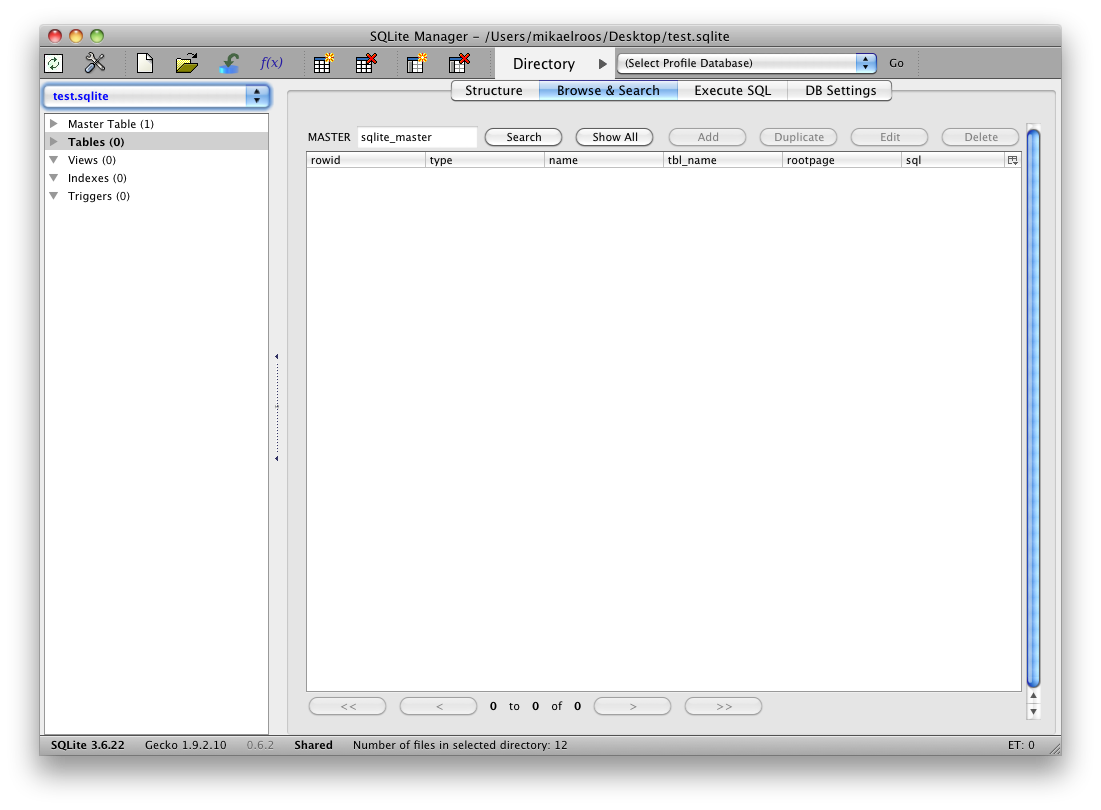 SQLite Manager – /Users/mikaelroos/Desktop/test.sqlite
f(x) Directory (Select Profile Database) Go
test.sqlite
Structure Browse & Search Execute SQL DB Settings
Master Table (1)
Tables (0)
Views (0)
Indexes (0)
Triggers (0)
MASTER sqlite_master Search Show All Add Duplicate Edit Delete
rowid type name tbl_name rootpage sql
<< < 0 to 0 of 0 > >>
SQLite 3.6.22 Gecko 1.9.2.10 0.6.2 Shared Number of files in selected directory: 12 ET: 0